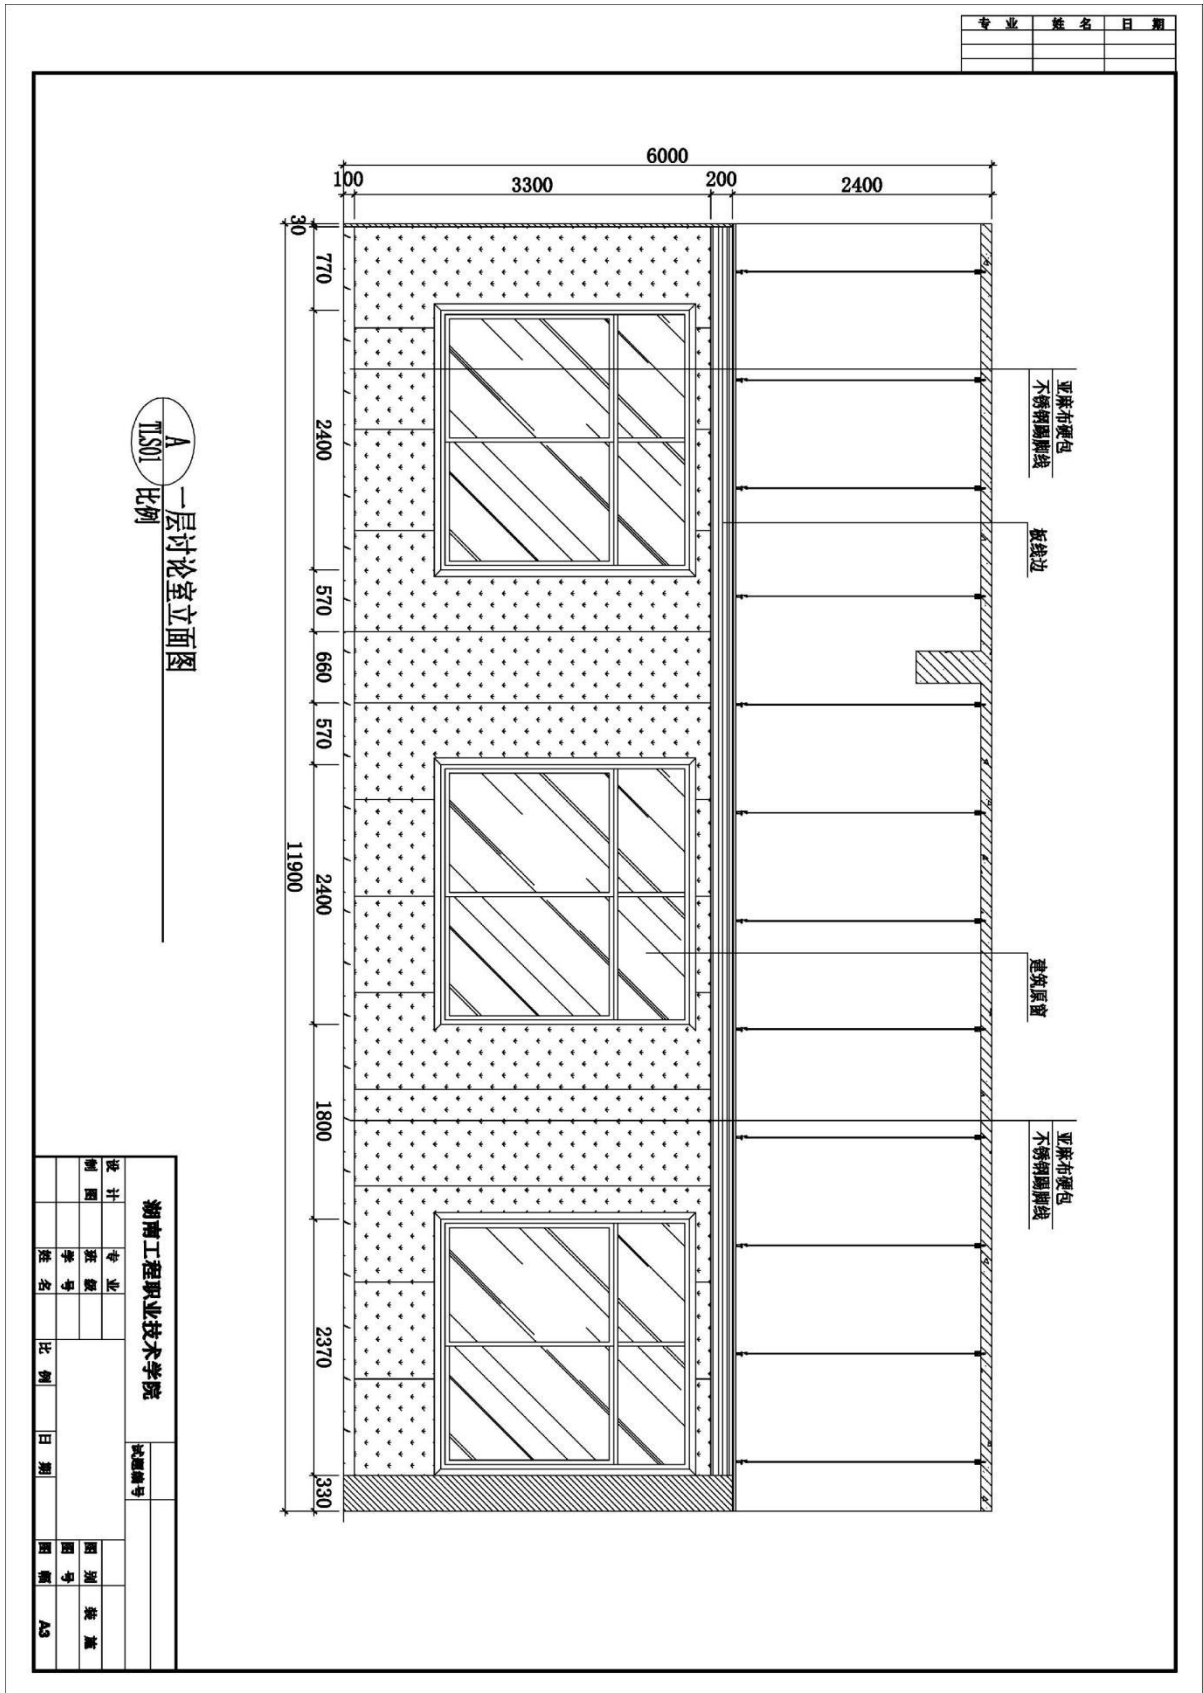 专 业 姓 名 日 期
6000
100 3300 200 2400
30
770
2400
570
660
570
2400
1800
2370
330
11900
亚麻布硬包
不锈钢踢脚线
板线边
建筑原窗
亚麻布硬包
不锈钢踢脚线
A
TLS01
一层讨论室立面图
比例
湖南工程职业技术学院
试题编号
设 计 专 业
制 图 班 级 图 别 装 施
学 号 图 号
姓 名 比 例 日 期 图 幅 A3